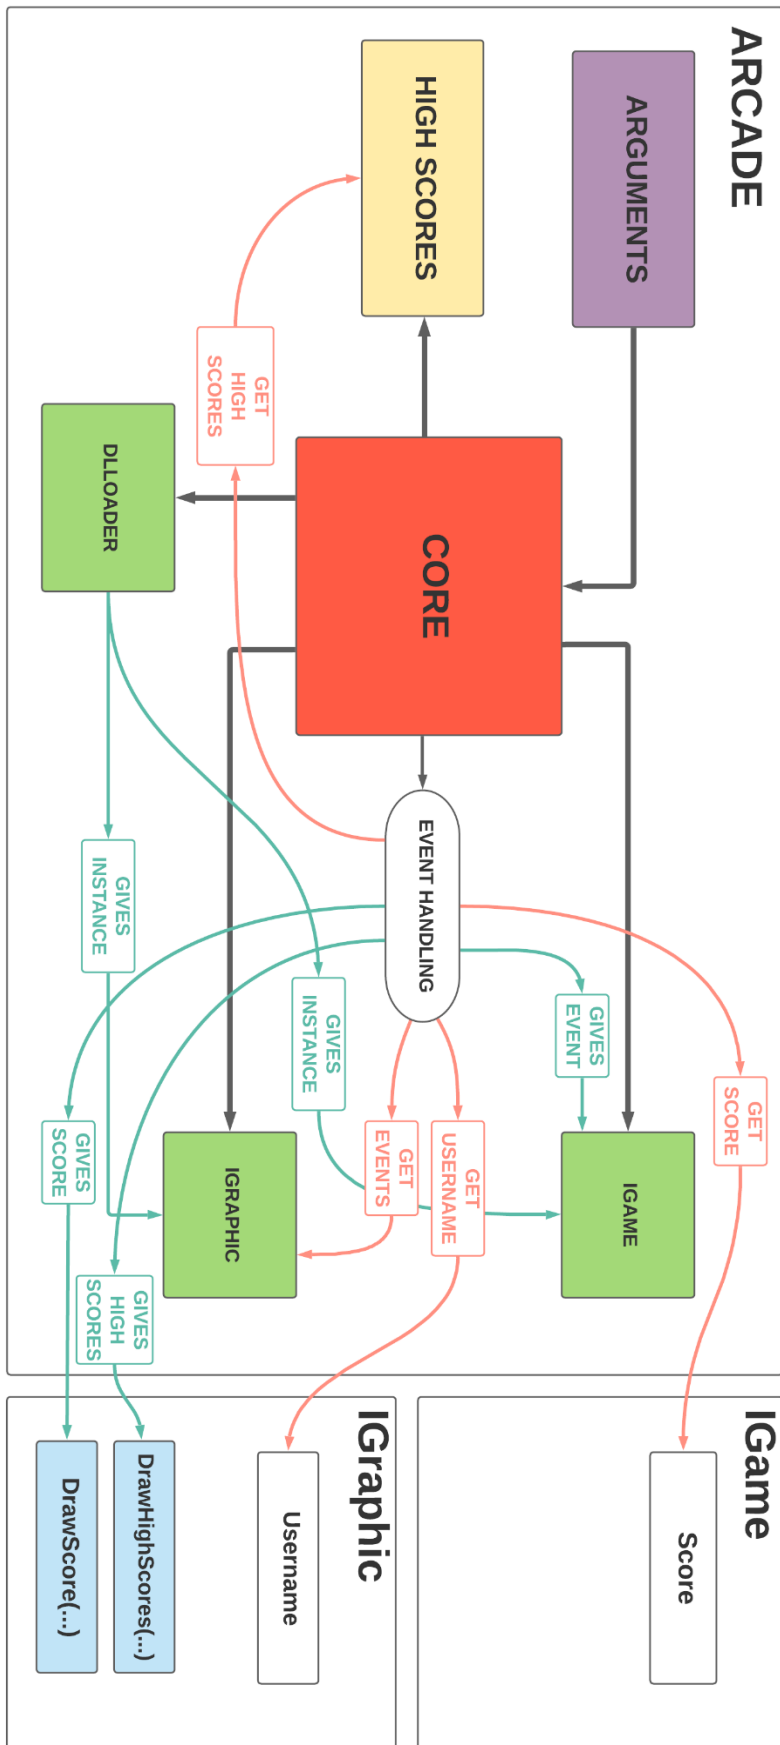 ARCADE
ARGUMENTS
HIGH SCORES
GET
HIGH
SCORES
DLLOADER
CORE
EVENT HANDLING
GIVES
INSTANCE
GIVES
INSTANCE
GIVES
EVENT
GET
SCORE
GET
USERNAME
GET
EVENTS
GIVES
SCORE
GIVES
HIGH
SCORES
IGAME
IGRAPHIC
IGame
Score
IGraphic
Username
DrawHighScores(...)
DrawScore(...)